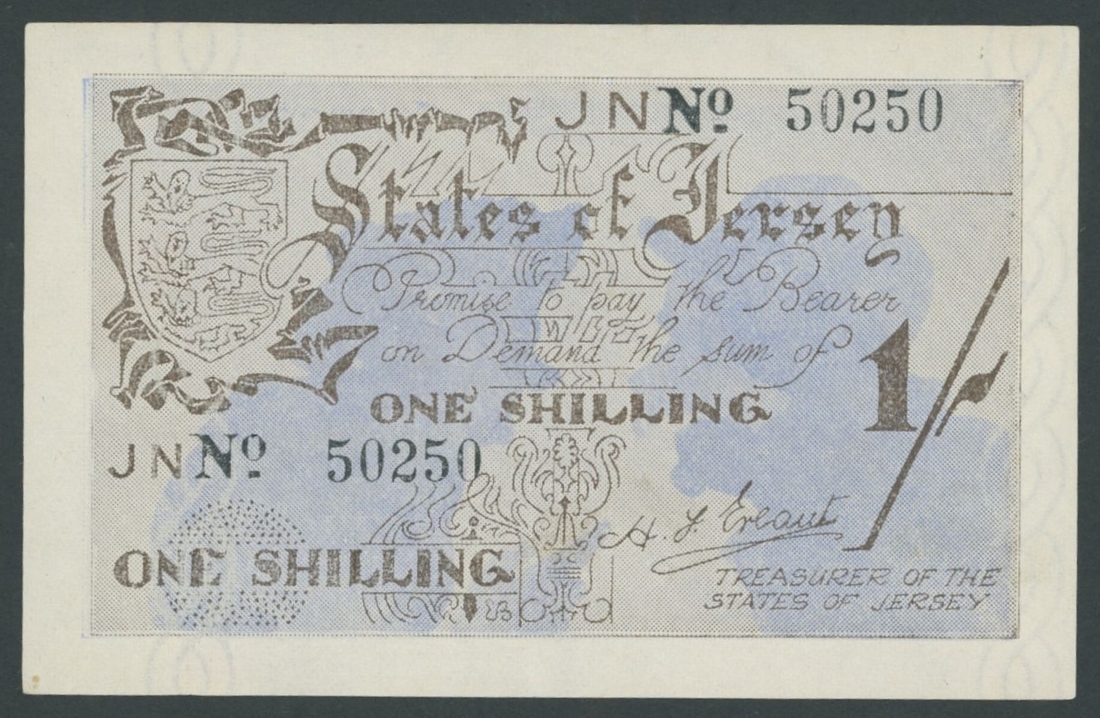 JN No 50250
States of Jersey
Promise to pay the Bearer
on Demand the sum of
1/-
ONE SHILLING
JN No 50250
H. F. Ereaut
ONE SHILLING
TREASURER OF THE
STATES OF JERSEY